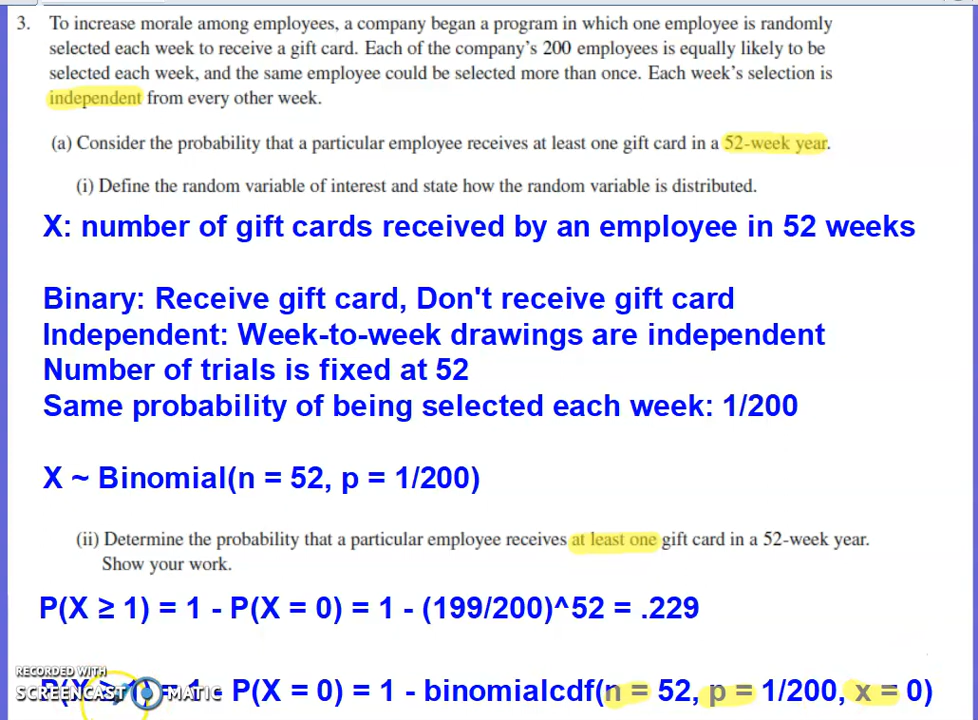 3. To increase morale among employees, a company began a program in which one employee is randomly
selected each week to receive a gift card. Each of the company's 200 employees is equally likely to be
selected each week, and the same employee could be selected more than once. Each week's selection is
independent from every other week.
(a) Consider the probability that a particular employee receives at least one gift card in a 52-week year.
(i) Define the random variable of interest and state how the random variable is distributed.
X: number of gift cards received by an employee in 52 weeks
Binary: Receive gift card, Don't receive gift card
Independent: Week-to-week drawings are independent
Number of trials is fixed at 52
Same probability of being selected each week: 1/200
X ~ Binomial(n = 52, p = 1/200)
(ii) Determine the probability that a particular employee receives at least one gift card in a 52-week year.
Show your work.
P(X ≥ 1) = 1 - P(X = 0) = 1 - (199/200)^52 = .229
RECORDED WITH
SCREENCAST MATIC
P(X ≥ 1) = 1 - P(X = 0) = 1 - binomialcdf(n = 52, p = 1/200, x = 0)